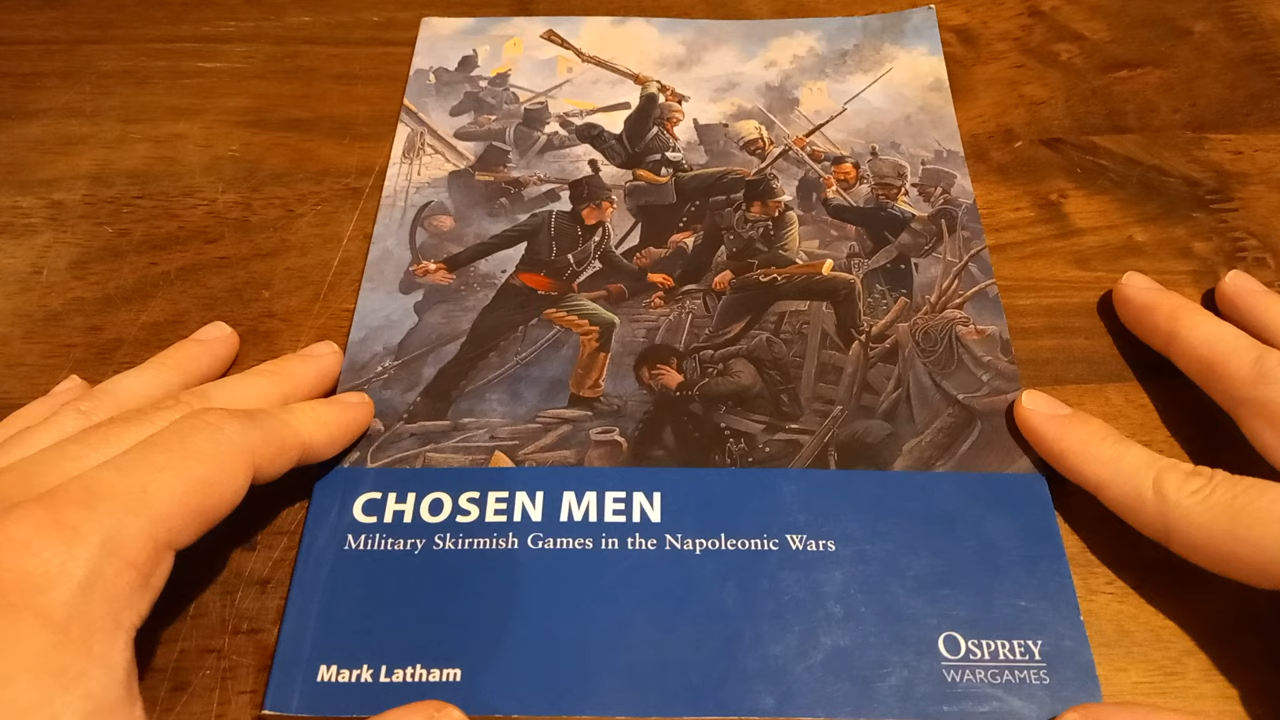 CHOSEN MEN
Military Skirmish Games in the Napoleonic Wars
Mark Latham
OSPREY
WARGAMES